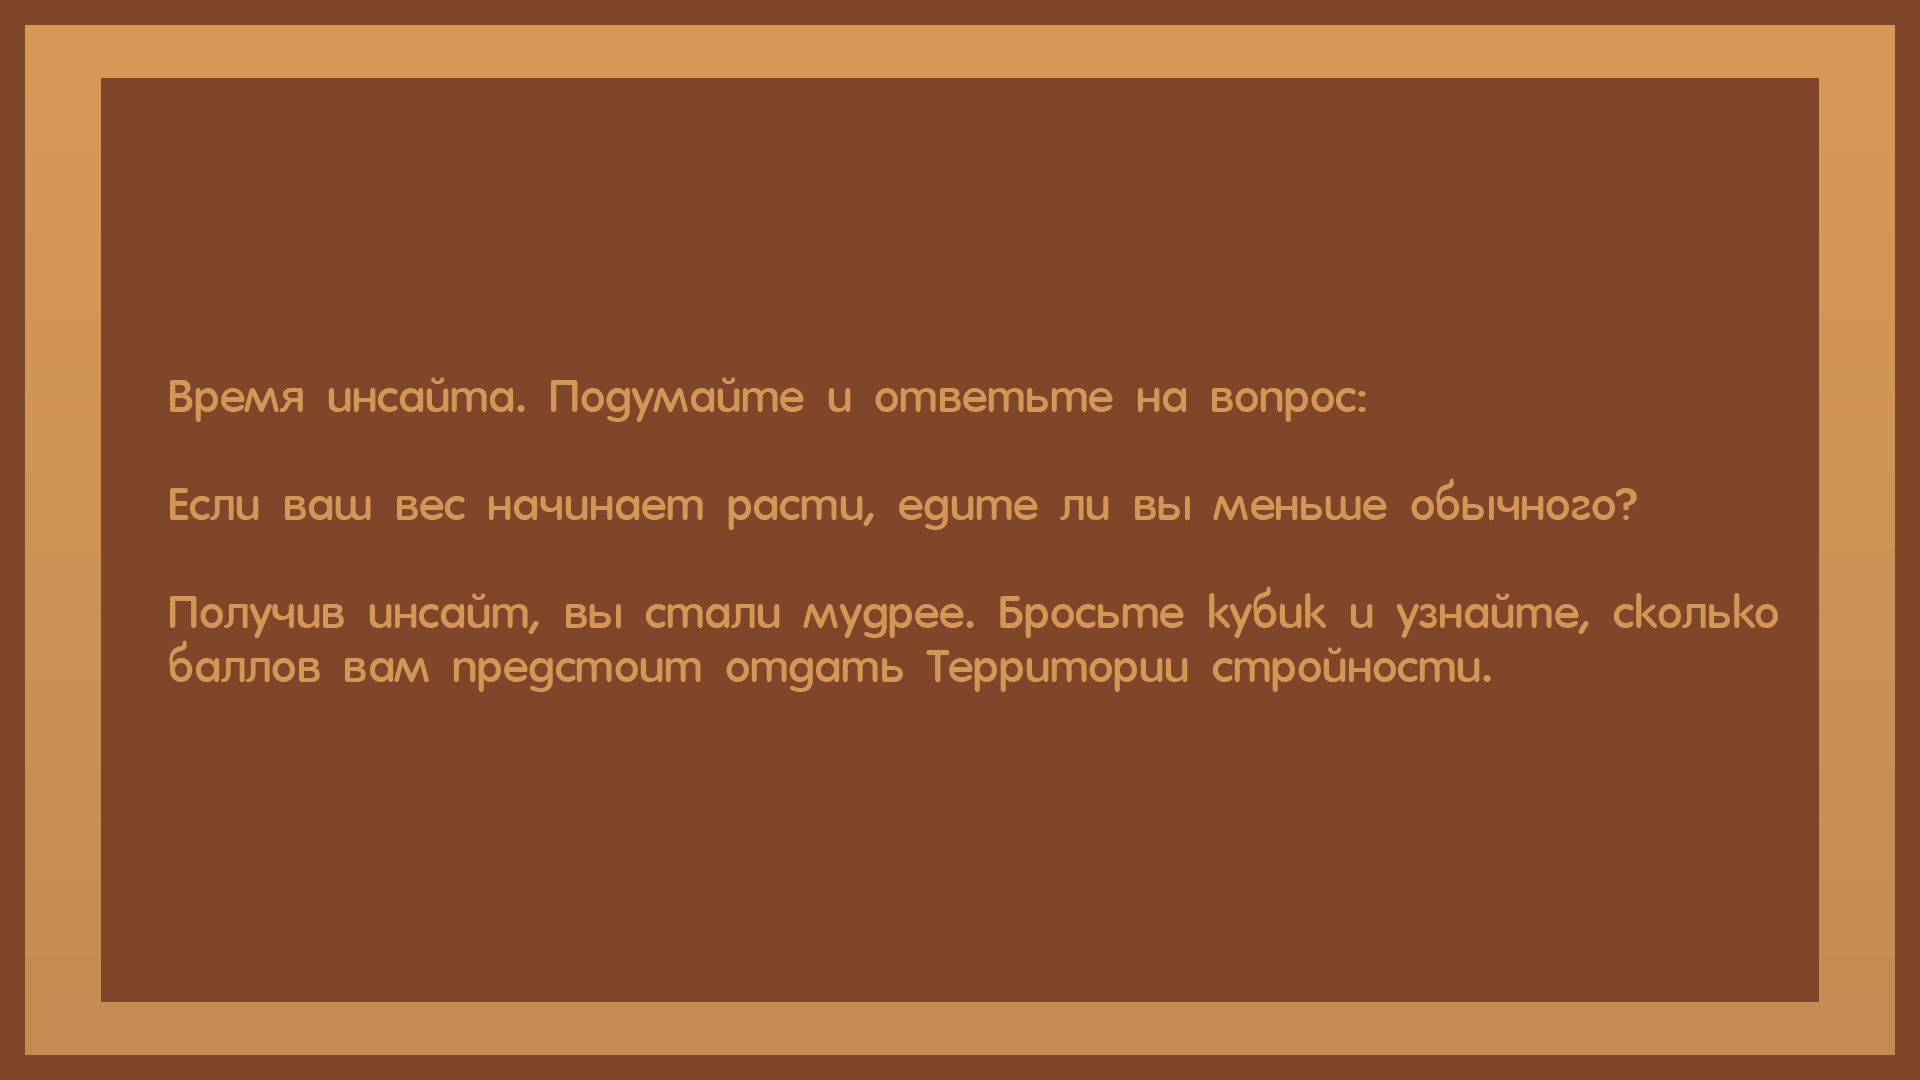 Время инсайта. Подумайте и ответьте на вопрос:
Если ваш вес начинает расти, едите ли вы меньше обычного?
Получив инсайт, вы стали мудрее. Бросьте кубик и узнайте, сколько
баллов вам предстоит отдать Территории стройности.